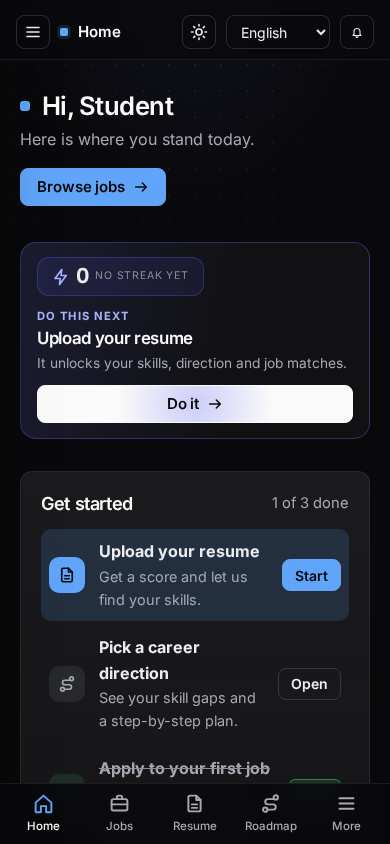 Home
English
Hi, Student
Here is where you stand today.
Browse jobs →
0 NO STREAK YET
DO THIS NEXT
Upload your resume
It unlocks your skills, direction and job matches.
Do it →
Get started
1 of 3 done
Upload your resume
Get a score and let us
find your skills.
Start
Pick a career
direction
See your skill gaps and
a step-by-step plan.
Open
Apply to your first job
Home
Jobs
Resume
Roadmap
More